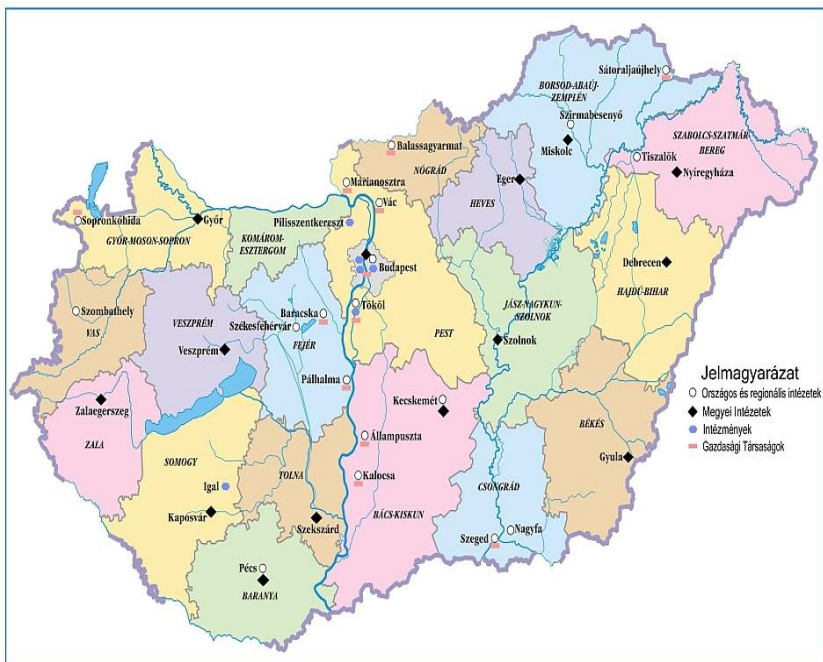 Sátoraljaújhely
BORSOD-ABAÚJ-
ZEMPLÉN
Szirmabesenyő
Miskolc
SZABOLCS-SZATMÁR-
BEREG
Tiszalök
Nyíregyháza
Balassagyarmat
NÓGRÁD
Eger
HEVES
Márianosztra
Vác
Pilisszentkereszt
Sopronkőhida
Győr
GYŐR-MOSON-SOPRON
KOMÁROM-
ESZTERGOM
Budapest
Debrecen
HAJDÚ-BIHAR
Szombathely
VAS
VESZPRÉM
Veszprém
Baracska
Székesfehérvár
FEJÉR
Tököl
PEST
JÁSZ-NAGYKUN-
SZOLNOK
Szolnok
Pálhalma
Zalaegerszeg
ZALA
Kecskemét
Jelmagyarázat
Országos és regionális intézetek
Megyei Intézetek
Intézmények
Gazdasági Társaságok
Állampuszta
BÉKÉS
Gyula
SOMOGY
Igal
Kaposvár
TOLNA
Szekszárd
Kalocsa
BÁCS-KISKUN
CSONGRÁD
Szeged
Nagyfa
Pécs
BARANYA